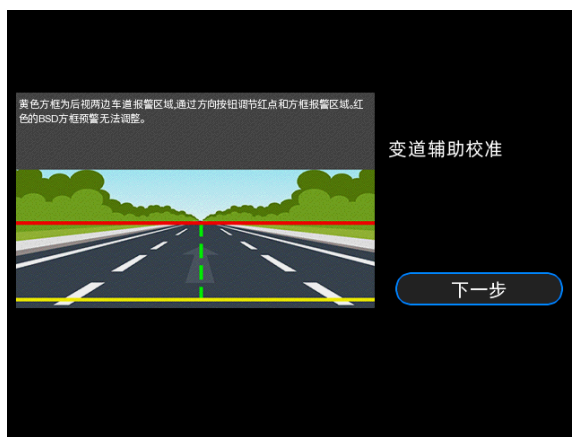 黄色方框为后视两边车道报警区域,通过方向按钮调节红点和方框报警区域。红
色的BSD方框预警无法调整。
变道辅助校准
下一步